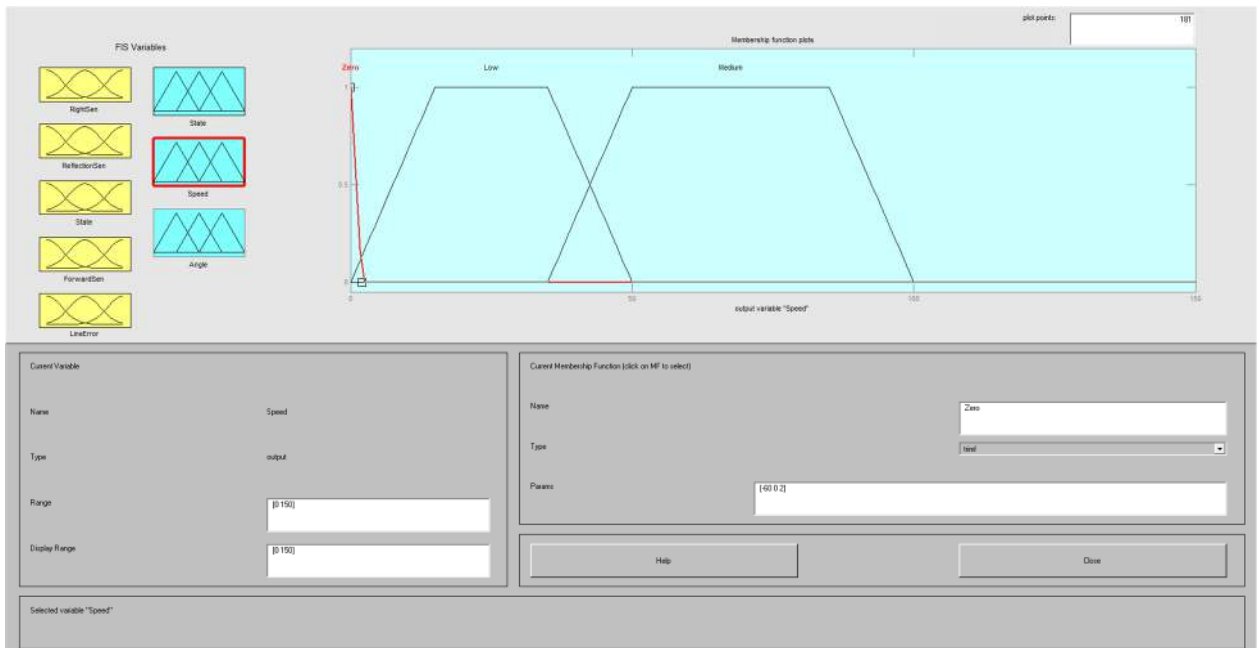 plot points:
181
FIS Variables
Membership function plots
Zero
Low
Medium
RightSen
State
ReflectionSen
Speed
State
Angle
ForwardSen
LineError
1
0.5
0
0
50
100
150
output variable "Speed"
Current Variable
Name
Speed
Type
output
Range
[0 150]
Display Range
[0 150]
Current Membership Function (click on MF to select)
Name
Zero
Type
trimf
Params
[-60 0 2]
Help
Close
Selected variable "Speed"